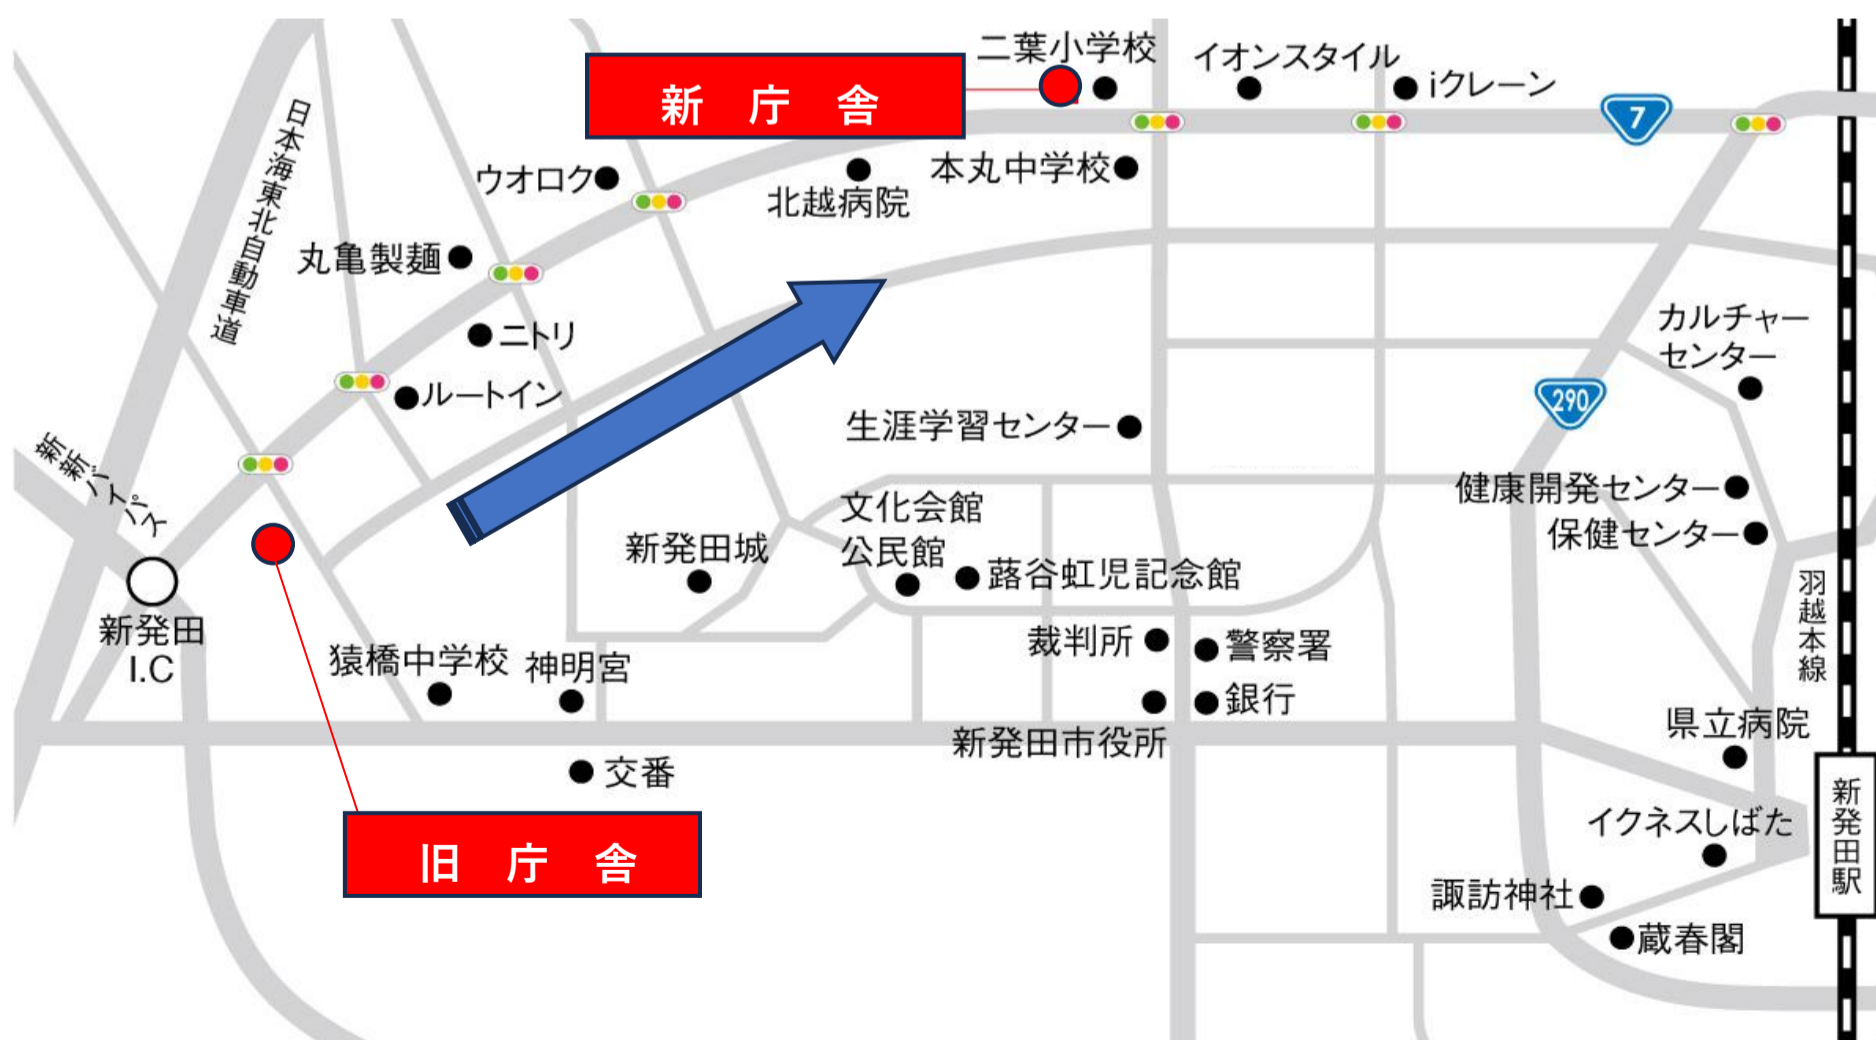 二葉小学校
イオンスタイル
iクレーン
新庁舎
7
日本海東北自動車道
ウオロク
北越病院
本丸中学校
丸亀製麺
ニトリ
ルートイン
カルチャー
センター
290
生涯学習センター
新新バイパス
健康開発センター
保健センター
文化会館
公民館
新発田城
蕗谷虹児記念館
新発田
I.C
羽越本線
裁判所
警察署
猿橋中学校
神明宮
銀行
新発田市役所
県立病院
交番
新発田駅
イクネスしばた
旧庁舎
諏訪神社
蔵春閣